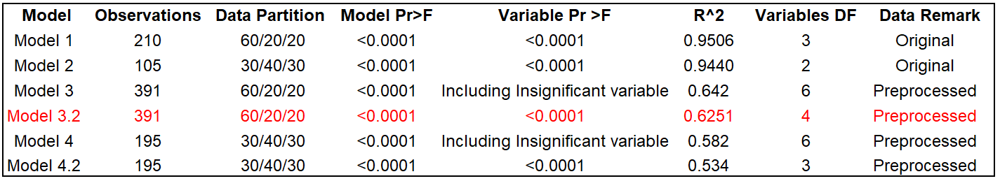 Model Observations Data Partition Model Pr>F Variable Pr >F R^2 Variables DF Data Remark
Model 1 210 60/20/20 <0.0001 <0.0001 0.9506 3 Original
Model 2 105 30/40/30 <0.0001 <0.0001 0.9440 2 Original
Model 3 391 60/20/20 <0.0001 Including Insignificant variable 0.642 6 Preprocessed
Model 3.2 391 60/20/20 <0.0001 <0.0001 0.6251 4 Preprocessed
Model 4 195 30/40/30 <0.0001 Including Insignificant variable 0.582 6 Preprocessed
Model 4.2 195 30/40/30 <0.0001 <0.0001 0.534 3 Preprocessed